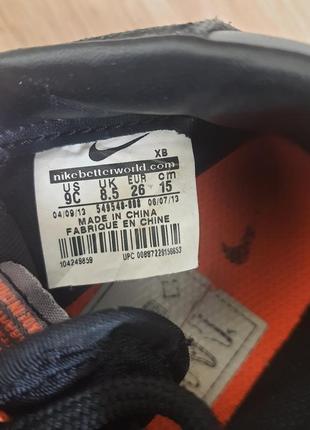 XB
nikebetterworld.com
US UK EUR cm
9C 8.5 26 15
04/09/13 06/07/13
MADE IN CHINA
FABRIQUE EN CHINE
104249859
UPC 00887229156653